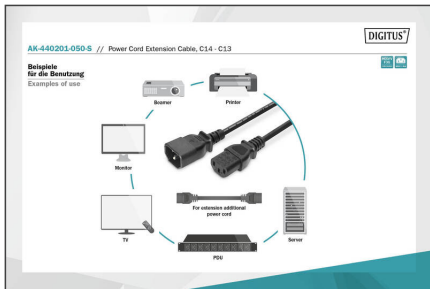 DIGITUS®
AK-440201-050-S // Power Cord Extension Cable, C14 - C13
Beispiele
für die Benutzung
Examples of use
Beamer
Printer
Monitor
For extension additional
power cord
TV
Server
PDU